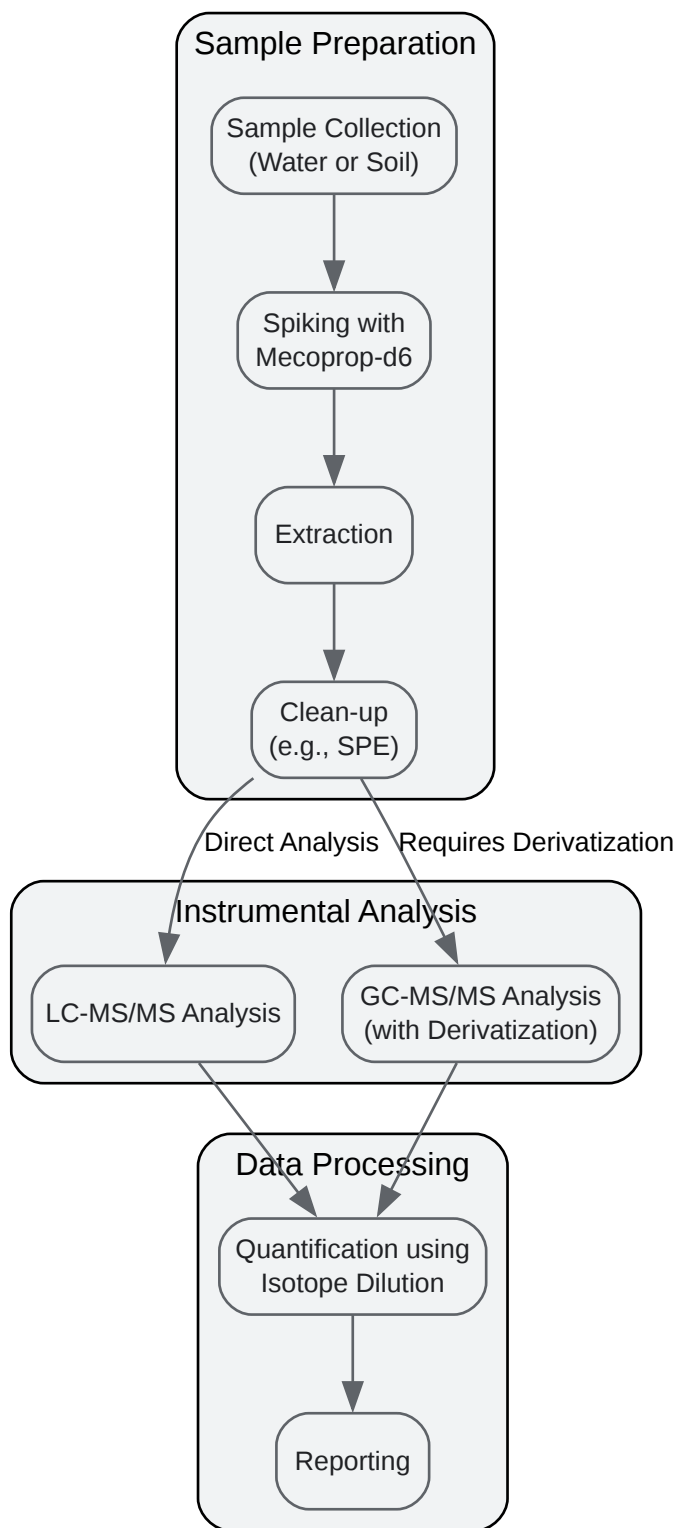 Sample Preparation
Sample Collection
(Water or Soil)
Spiking with
Mecoprop-d6
Extraction
Clean-up
(e.g., SPE)
Direct Analysis
Requires Derivatization
Instrumental Analysis
LC-MS/MS Analysis
GC-MS/MS Analysis
(with Derivatization)
Data Processing
Quantification using
Isotope Dilution
Reporting